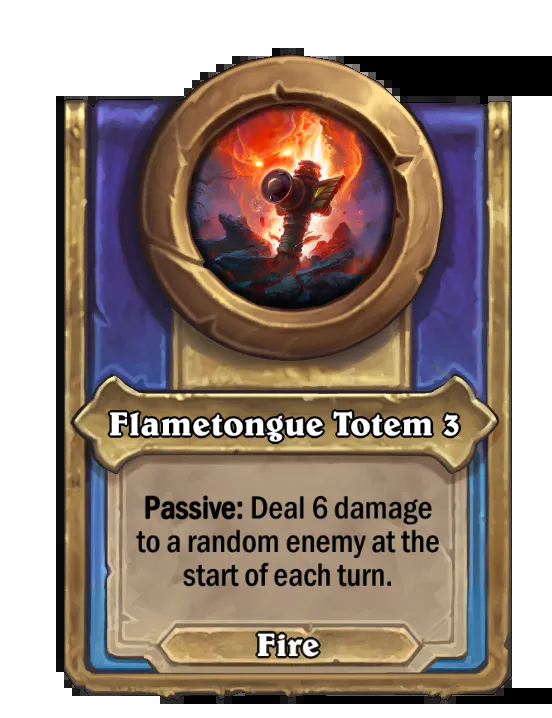 Flametongue Totem 3
Passive: Deal 6 damage
to a random enemy at the
start of each turn.
Fire